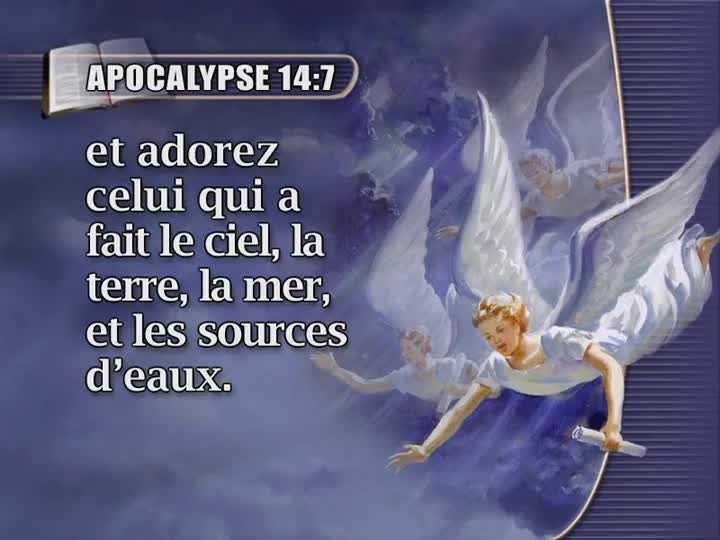 APOCALYPSE 14:7
et adorez
celui qui a
fait le ciel, la
terre, la mer,
et les sources
d’eaux.